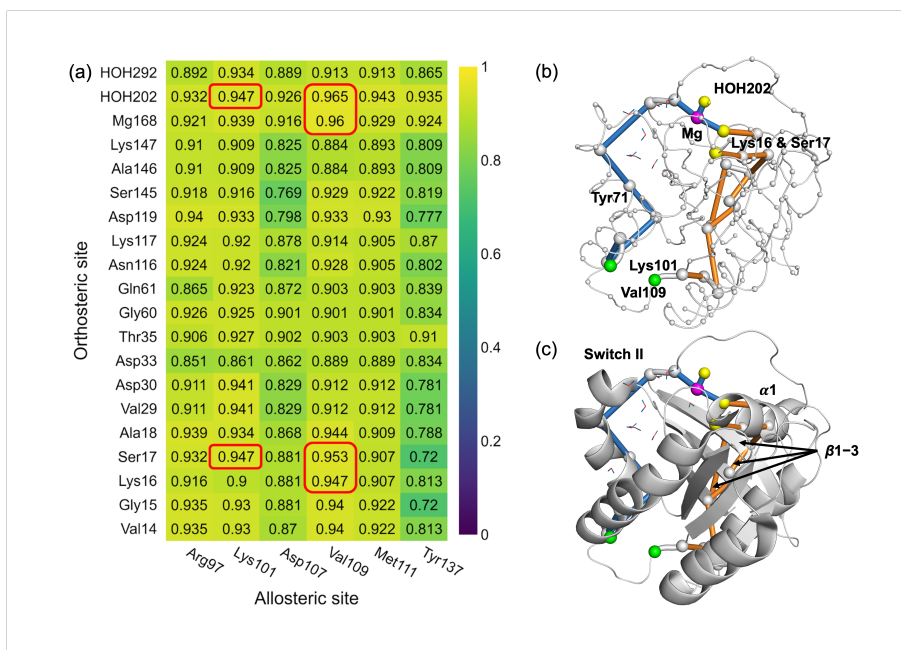 (a)
HOH292 0.892 0.934 0.889 0.913 0.913 0.865
HOH202 0.932 0.947 0.926 0.965 0.943 0.935
Mg168 0.921 0.939 0.916 0.96 0.929 0.924
Lys147 0.91 0.909 0.825 0.884 0.893 0.809
Ala146 0.91 0.909 0.825 0.884 0.893 0.809
Ser145 0.918 0.916 0.769 0.929 0.922 0.819
Asp119 0.94 0.933 0.798 0.933 0.93 0.777
Lys117 0.924 0.92 0.878 0.914 0.905 0.87
Asn116 0.924 0.92 0.821 0.928 0.905 0.802
Gln61 0.865 0.923 0.872 0.903 0.903 0.839
Gly60 0.926 0.925 0.901 0.901 0.901 0.834
Thr35 0.906 0.927 0.902 0.903 0.903 0.91
Asp33 0.851 0.861 0.862 0.889 0.889 0.834
Asp30 0.911 0.941 0.829 0.912 0.912 0.781
Val29 0.911 0.941 0.829 0.912 0.912 0.781
Ala18 0.939 0.934 0.868 0.944 0.909 0.788
Ser17 0.932 0.947 0.881 0.953 0.907 0.72
Lys16 0.916 0.9 0.881 0.947 0.907 0.813
Gly15 0.935 0.93 0.881 0.94 0.922 0.72
Val14 0.935 0.93 0.87 0.94 0.922 0.813
Arg97 Lys101 Asp107 Val109 Met111 Tyr137
Allosteric site
Orthosteric site
1
0.8
0.6
0.4
0.2
0
(b)
HOH202
Mg
Lys16 & Ser17
Tyr71
Lys101
Val109
(c)
Switch II
α1
β1−3